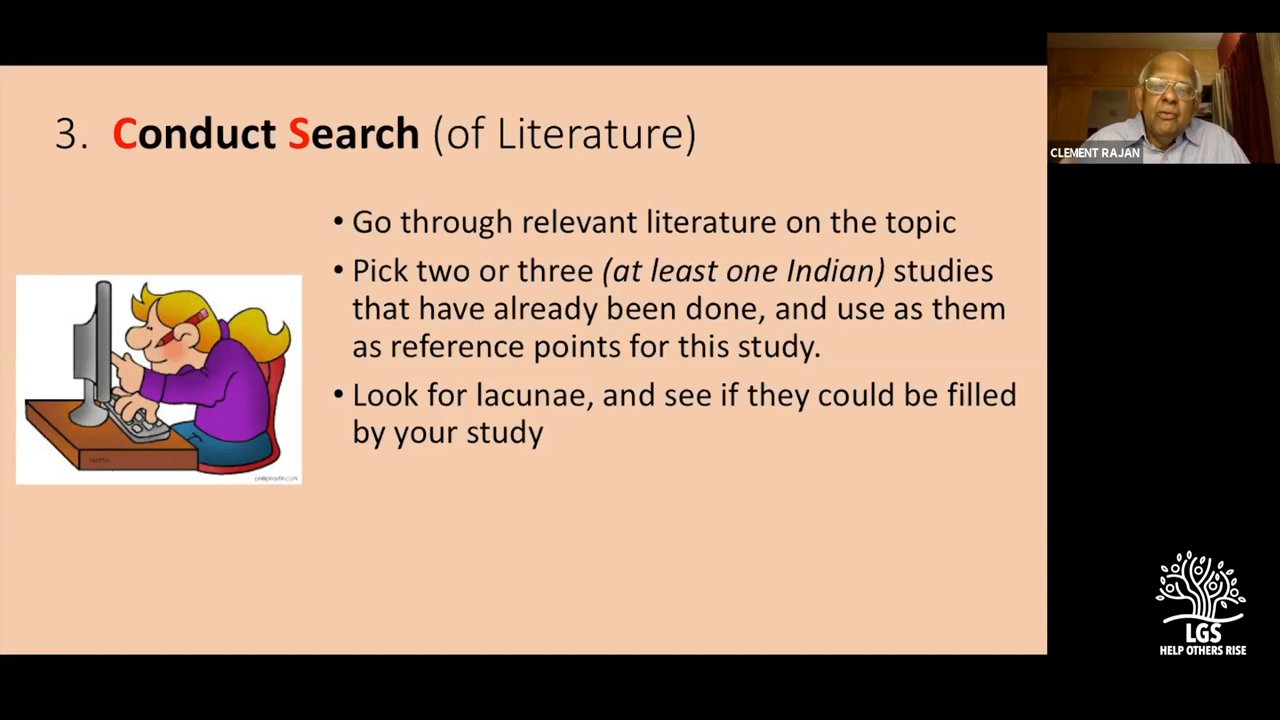 3. Conduct Search (of Literature)
CLEMENT RAJAN
• Go through relevant literature on the topic
• Pick two or three (at least one Indian) studies
that have already been done, and use as them
as reference points for this study.
• Look for lacunae, and see if they could be filled
by your study
LGS
HELP OTHERS RISE